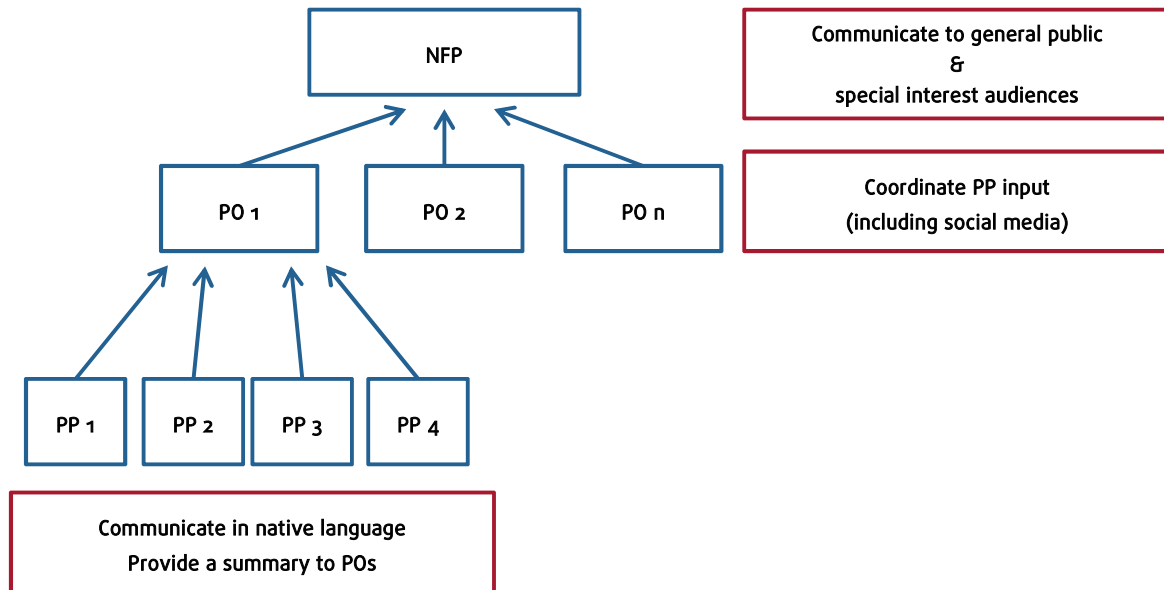 NFP
Communicate to general public
&
special interest audiences
PO 1
PO 2
PO n
Coordinate PP input
(including social media)
PP 1
PP 2
PP 3
PP 4
Communicate in native language
Provide a summary to POs